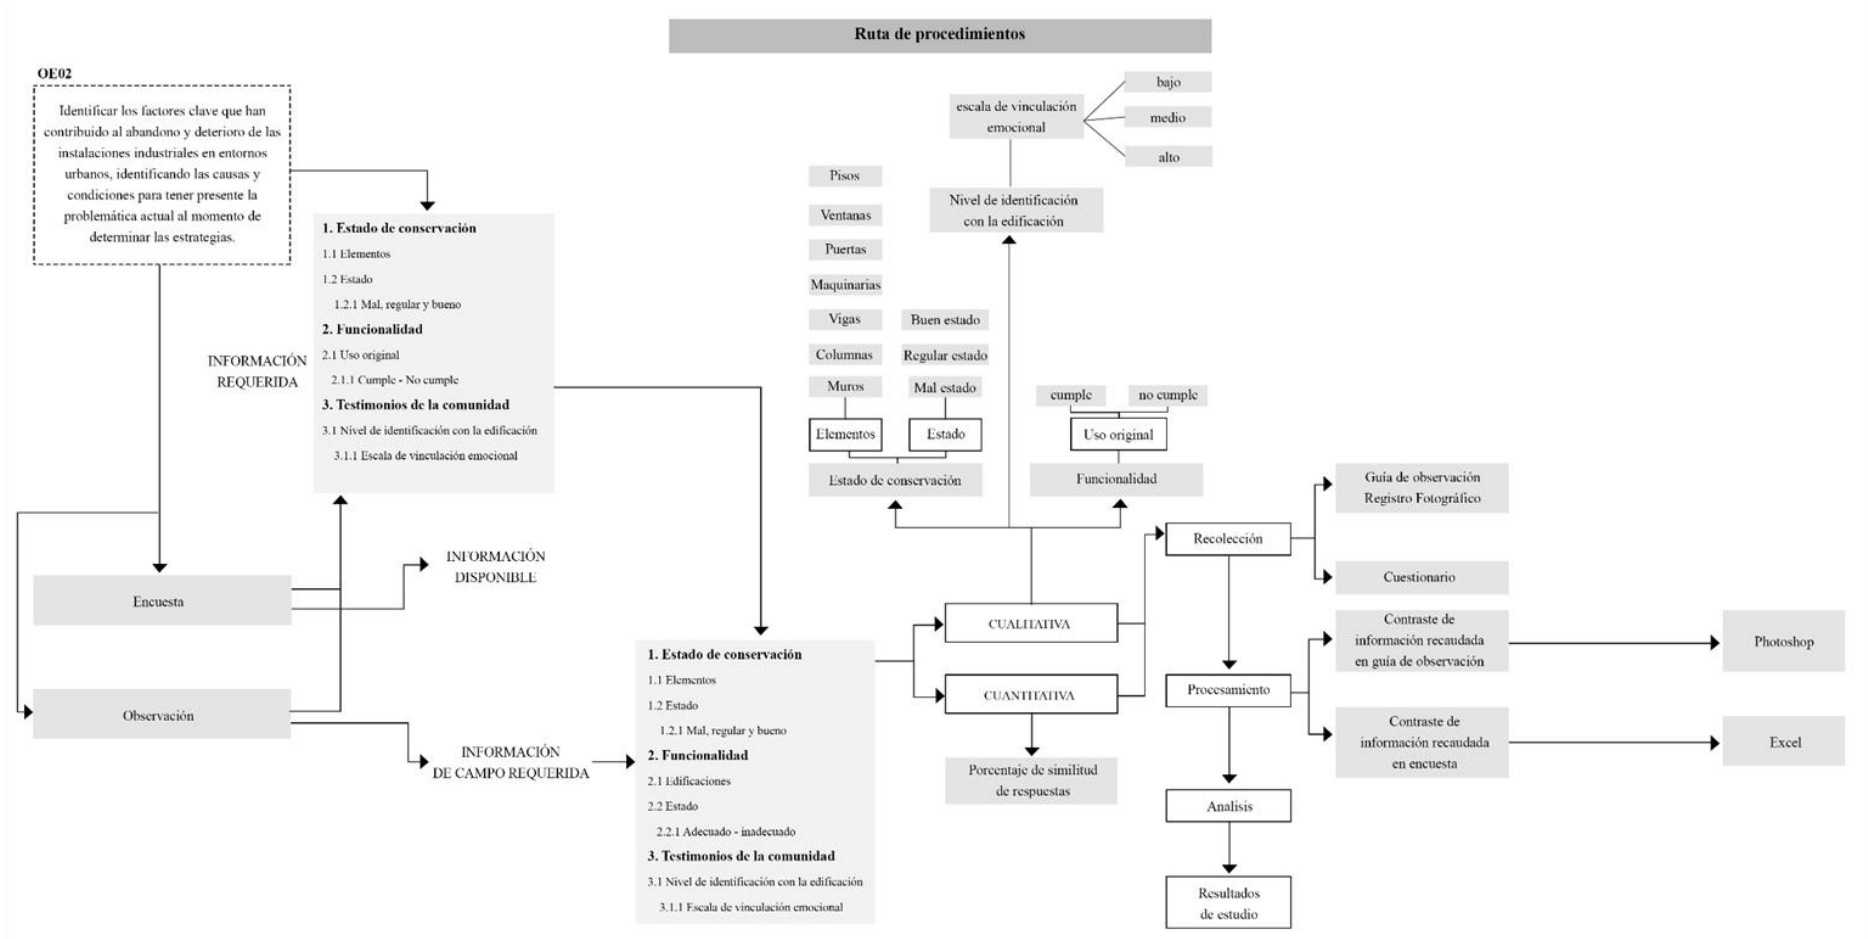 Ruta de procedimientos
OE02
Identificar los factores clave que han
contribuido al abandono y deterioro de las
instalaciones industriales en entornos
urbanos, identificando las causas y
condiciones para tener presente la
problemática actual al momento de
determinar las estrategias.
INFORMACIÓN
REQUERIDA
1. Estado de conservación
1.1 Elementos
1.2 Estado
1.2.1 Mal, regular y bueno
2. Funcionalidad
2.1 Uso original
2.1.1 Cumple - No cumple
3. Testimonios de la comunidad
3.1 Nivel de identificación con la edificación
3.1.1 Escala de vinculación emocional
Encuesta
Observación
INFORMACIÓN
DISPONIBLE
INFORMACIÓN
DE CAMPO REQUERIDA
1. Estado de conservación
1.1 Elementos
1.2 Estado
1.2.1 Mal, regular y bueno
2. Funcionalidad
2.1 Edificaciones
2.2 Estado
2.2.1 Adecuado - inadecuado
3. Testimonios de la comunidad
3.1 Nivel de identificación con la edificación
3.1.1 Escala de vinculación emocional
CUALITATIVA
CUANTITATIVA
Porcentaje de similitud
de respuestas
Pisos
Ventanas
Puertas
Maquinarias
Vigas
Columnas
Muros
Elementos
Buen estado
Regular estado
Mal estado
Estado
Estado de conservación
escala de vinculación
emocional
bajo
medio
alto
Nivel de identificación
con la edificación
cumple
no cumple
Uso original
Funcionalidad
Recolección
Guía de observación
Registro Fotográfico
Cuestionario
Procesamiento
Contraste de
información recaudada
en guía de observación
Photoshop
Contraste de
información recaudada
en encuesta
Excel
Analisis
Resultados
de estudio